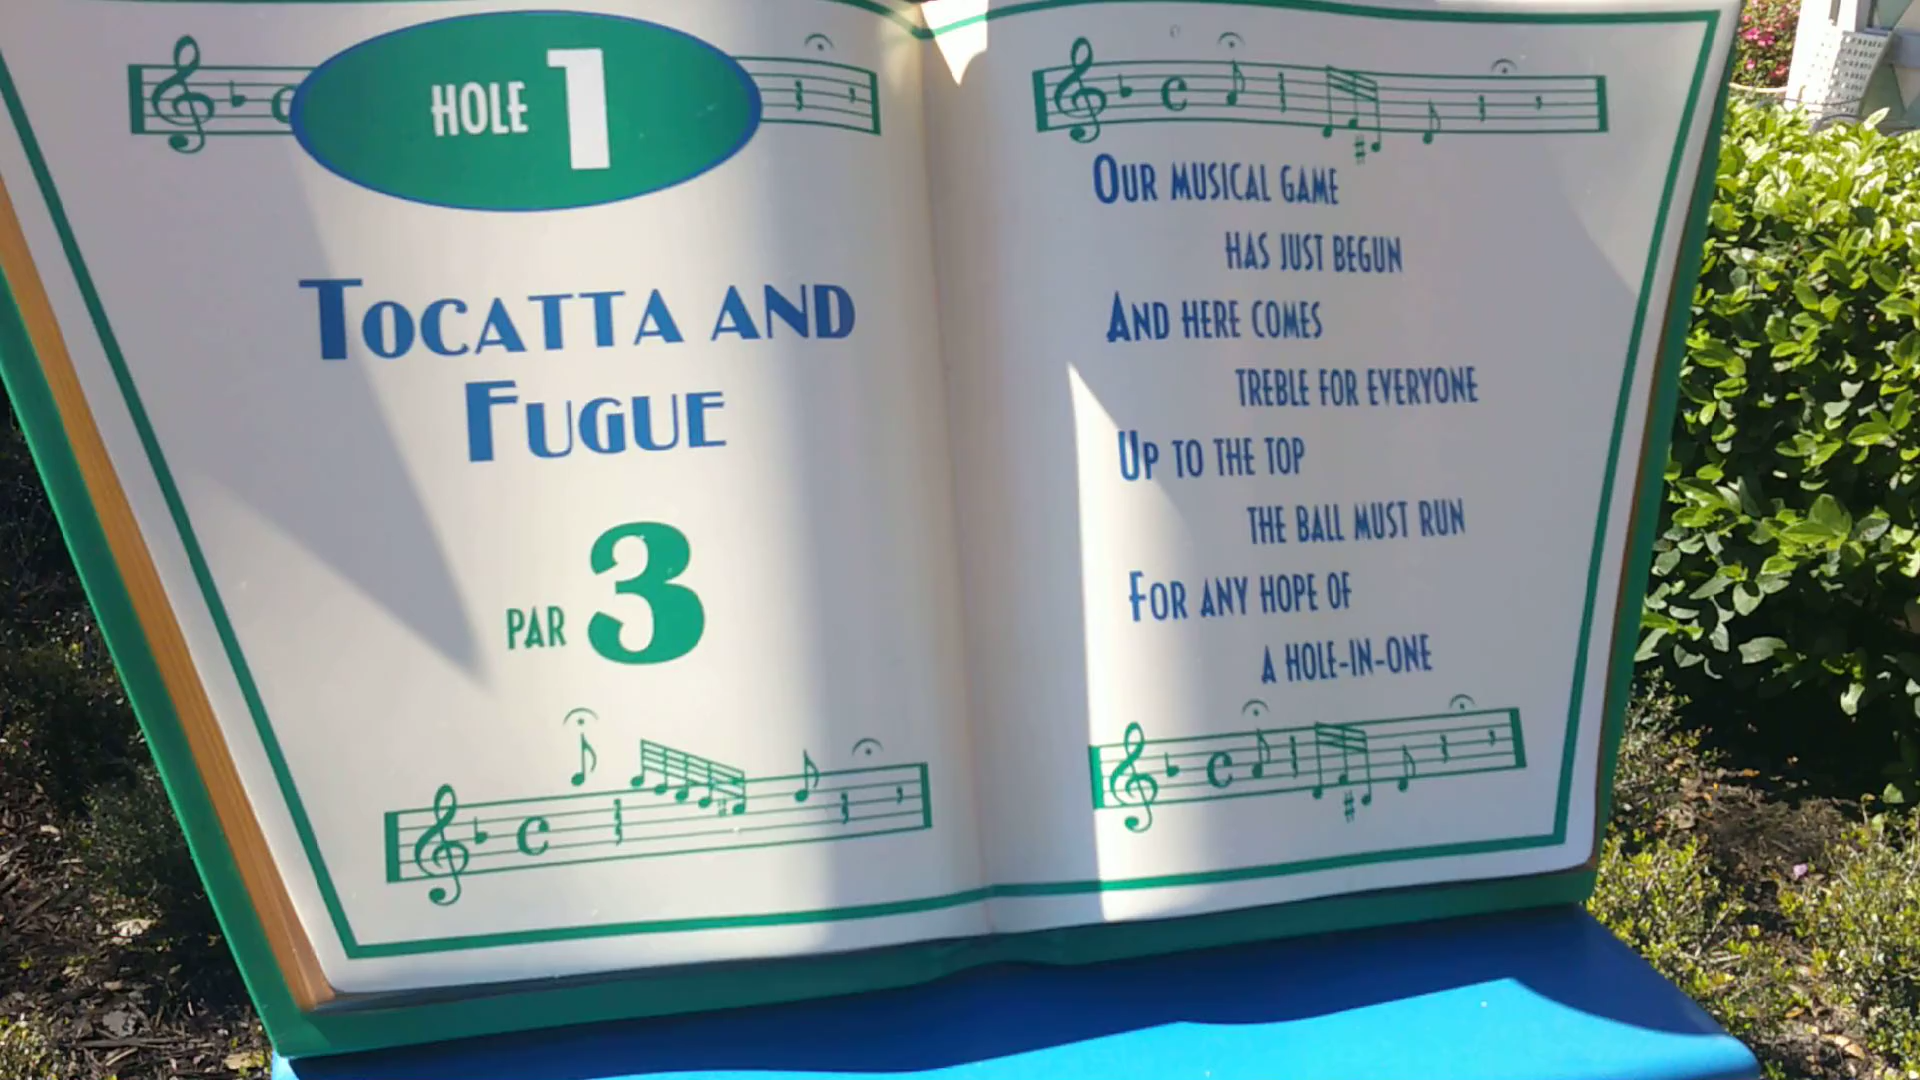 HOLE 1
TOCATTA AND
FUGUE
PAR 3
OUR MUSICAL GAME
HAS JUST BEGUN
AND HERE COMES
TREBLE FOR EVERYONE
UP TO THE TOP
THE BALL MUST RUN
FOR ANY HOPE OF
A HOLE-IN-ONE